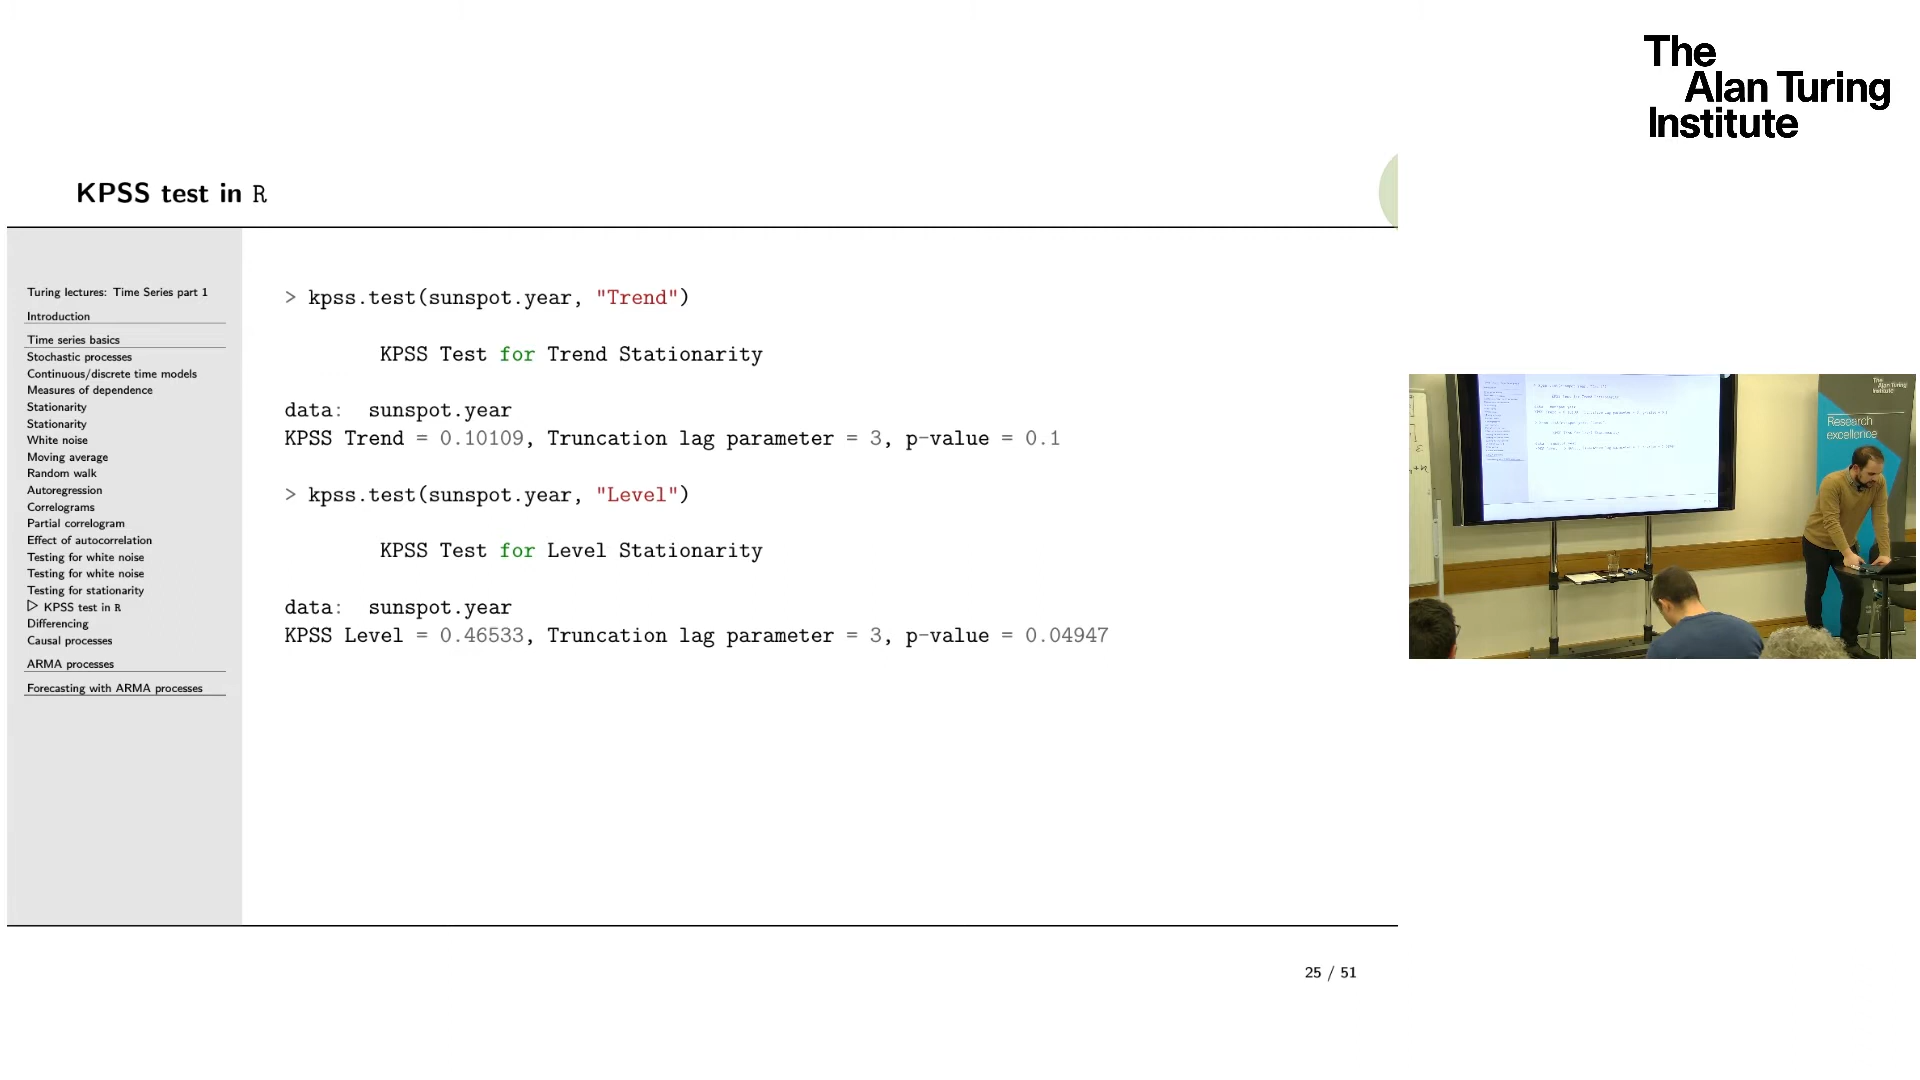 The
Alan Turing
Institute
KPSS test in R
Turing lectures: Time Series part 1
Introduction
Time series basics
Stochastic processes
Continuous/discrete time models
Measures of dependence
Stationarity
Stationarity
White noise
Moving average
Random walk
Autoregression
Correlograms
Partial correlogram
Effect of autocorrelation
Testing for white noise
Testing for white noise
Testing for stationarity
▷ KPSS test in R
Differencing
Causal processes
ARMA processes
Forecasting with ARMA processes
> kpss.test(sunspot.year, "Trend")
KPSS Test for Trend Stationarity
data: sunspot.year
KPSS Trend = 0.10109, Truncation lag parameter = 3, p-value = 0.1
> kpss.test(sunspot.year, "Level")
KPSS Test for Level Stationarity
data: sunspot.year
KPSS Level = 0.46533, Truncation lag parameter = 3, p-value = 0.04947
25 / 51
The
Alan Turing
Institute
Research
excellence